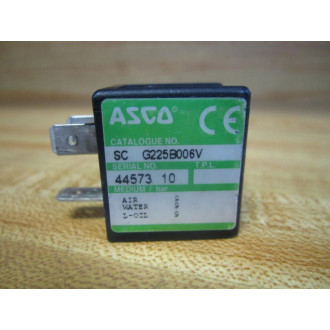 ASCO
CE
CATALOGUE NO.
SC G225B006V
SERIAL NO. T.P.L.
44573 10
MEDIUM / bar
AIR
WATER
L-OIL